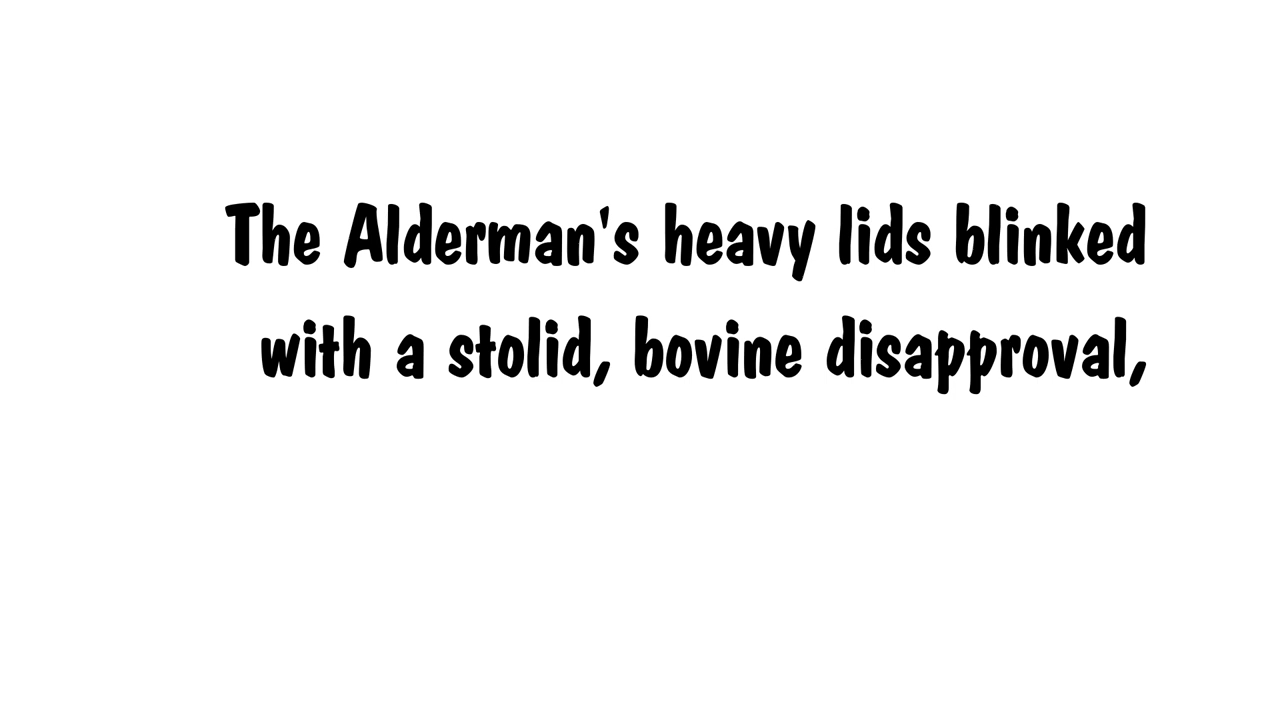 The Alderman's heavy lids blinked
with a stolid, bovine disapproval,